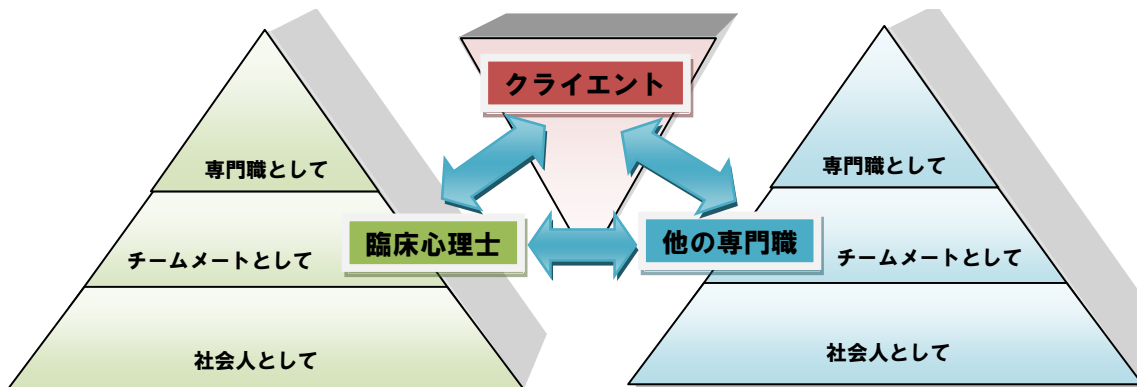 クライエント
専門職として
専門職として
臨床心理士
他の専門職
チームメートとして
チームメートとして
社会人として
社会人として